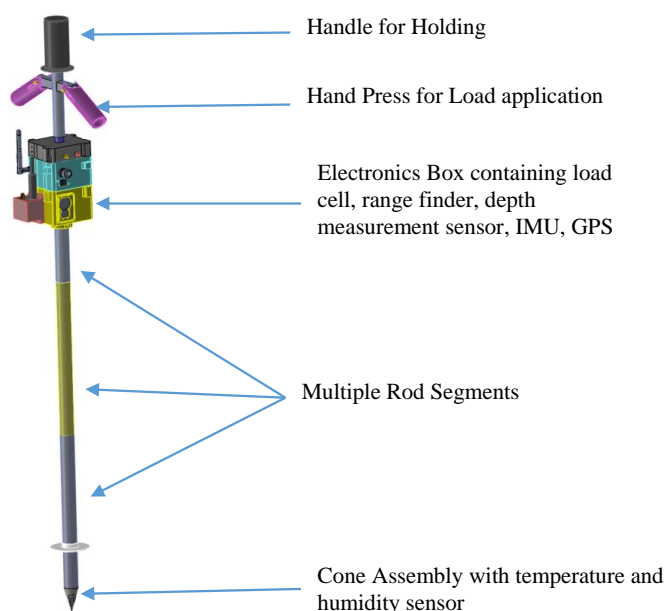 Handle for Holding
Hand Press for Load application
Electronics Box containing load
cell, range finder, depth
measurement sensor, IMU, GPS
Multiple Rod Segments
Cone Assembly with temperature and
humidity sensor